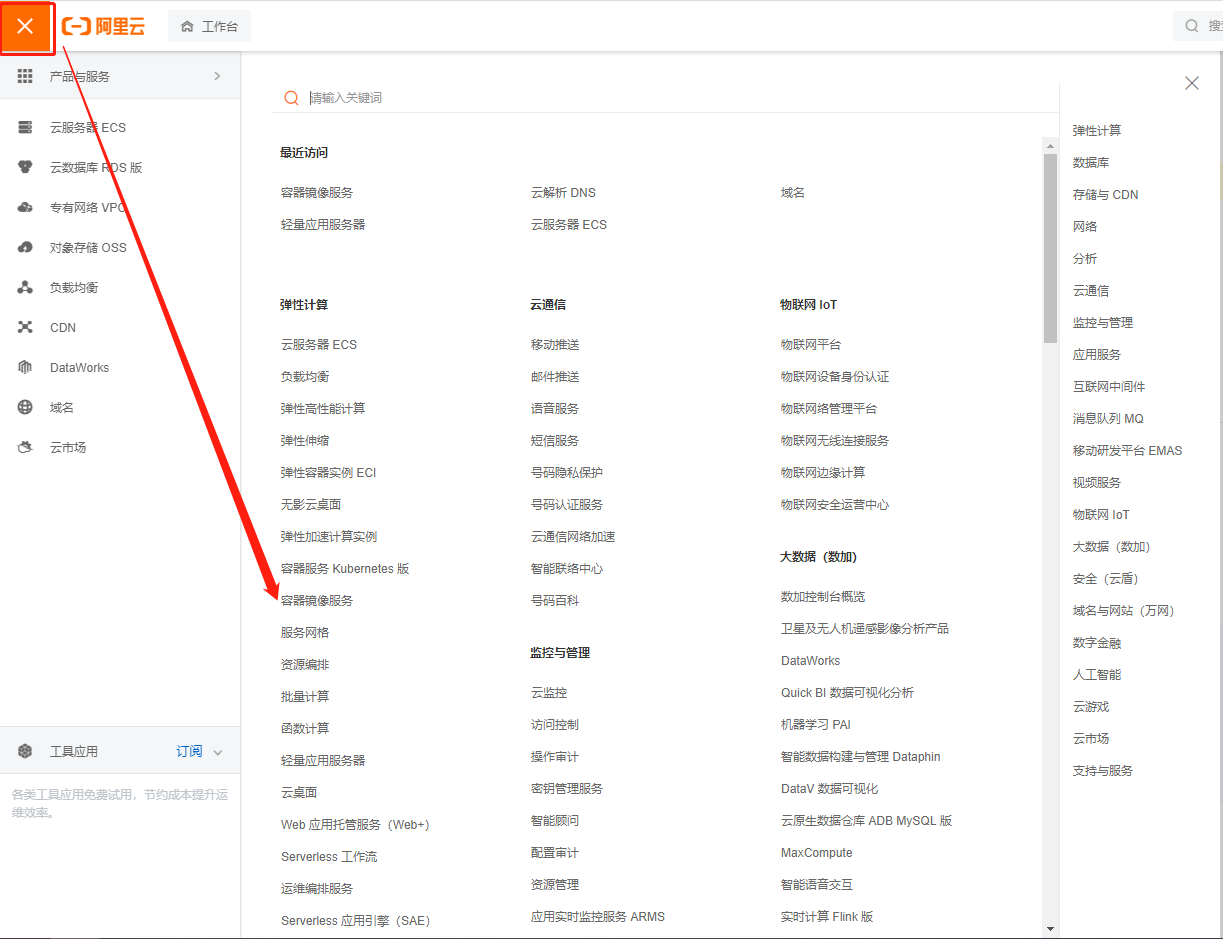 阿里云
工作台
搜
产品与服务
云服务器 ECS
云数据库 RDS 版
专有网络 VPC
对象存储 OSS
负载均衡
CDN
DataWorks
域名
云市场
工具应用
订阅
各类工具应用免费试用，节约成本提升运
维效率。
请输入关键词
最近访问
容器镜像服务
云解析 DNS
域名
轻量应用服务器
云服务器 ECS
弹性计算
云服务器 ECS
负载均衡
弹性高性能计算
弹性伸缩
弹性容器实例 ECI
无影云桌面
弹性加速计算实例
容器服务 Kubernetes 版
容器镜像服务
服务网格
资源编排
批量计算
函数计算
轻量应用服务器
云桌面
Web 应用托管服务（Web+）
Serverless 工作流
运维编排服务
Serverless 应用引擎（SAE）
云通信
移动推送
邮件推送
语音服务
短信服务
号码隐私保护
号码认证服务
云通信网络加速
智能联络中心
号码百科
监控与管理
云监控
访问控制
操作审计
密钥管理服务
智能顾问
配置审计
资源管理
应用实时监控服务 ARMS
物联网 IoT
物联网平台
物联网设备身份认证
物联网络管理平台
物联网无线连接服务
物联网边缘计算
物联网安全运营中心
大数据（数加）
数加控制台概览
卫星及无人机遥感影像分析产品
DataWorks
Quick BI 数据可视化分析
机器学习 PAI
智能数据构建与管理 Dataphin
DataV 数据可视化
云原生数据仓库 ADB MySQL 版
MaxCompute
智能语音交互
实时计算 Flink 版
弹性计算
数据库
存储与 CDN
网络
分析
云通信
监控与管理
应用服务
互联网中间件
消息队列 MQ
移动研发平台 EMAS
视频服务
物联网 IoT
大数据（数加）
安全（云盾）
域名与网站（万网）
数字金融
人工智能
云游戏
云市场
支持与服务